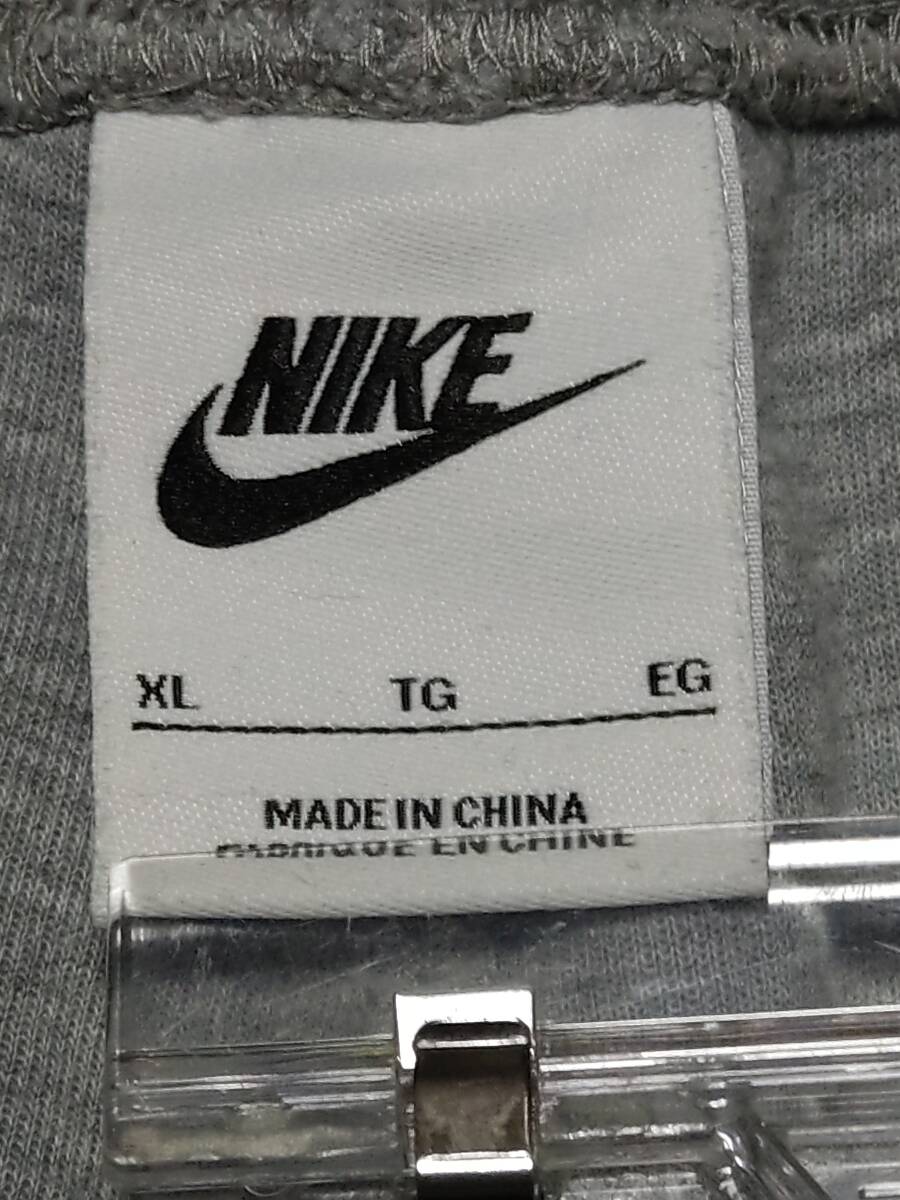 NIKE
XL TG EG
MADE IN CHINA
FABRIQUÉ EN CHINE